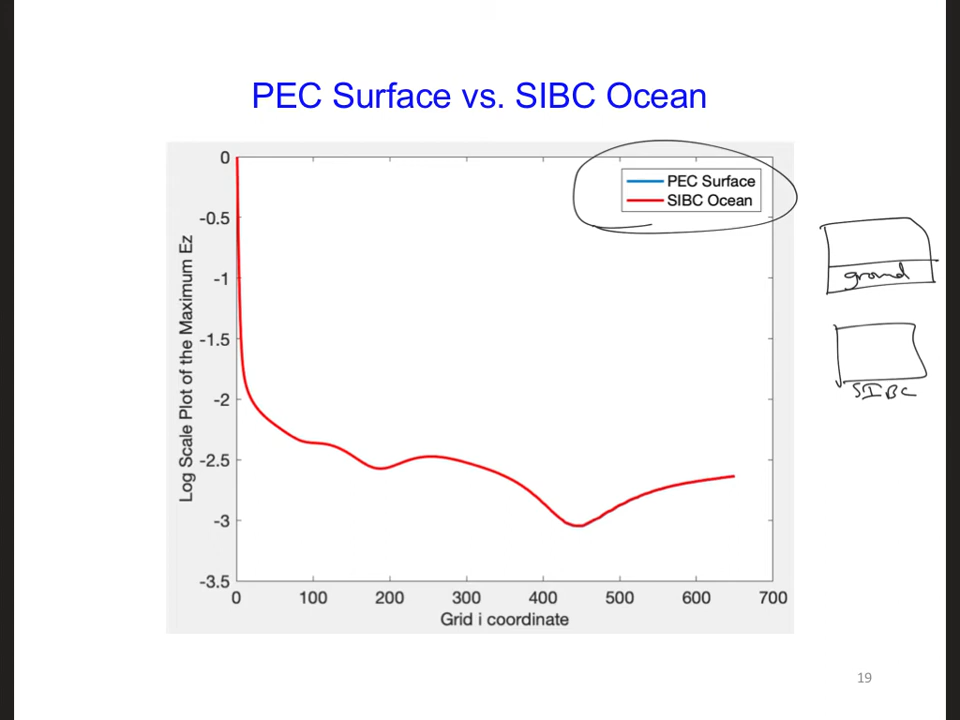 PEC Surface vs. SIBC Ocean
PEC Surface
SIBC Ocean
Log Scale Plot of the Maximum Ez
0
-0.5
-1
-1.5
-2
-2.5
-3
-3.5
0 100 200 300 400 500 600 700
Grid i coordinate
ground
SIBC
19